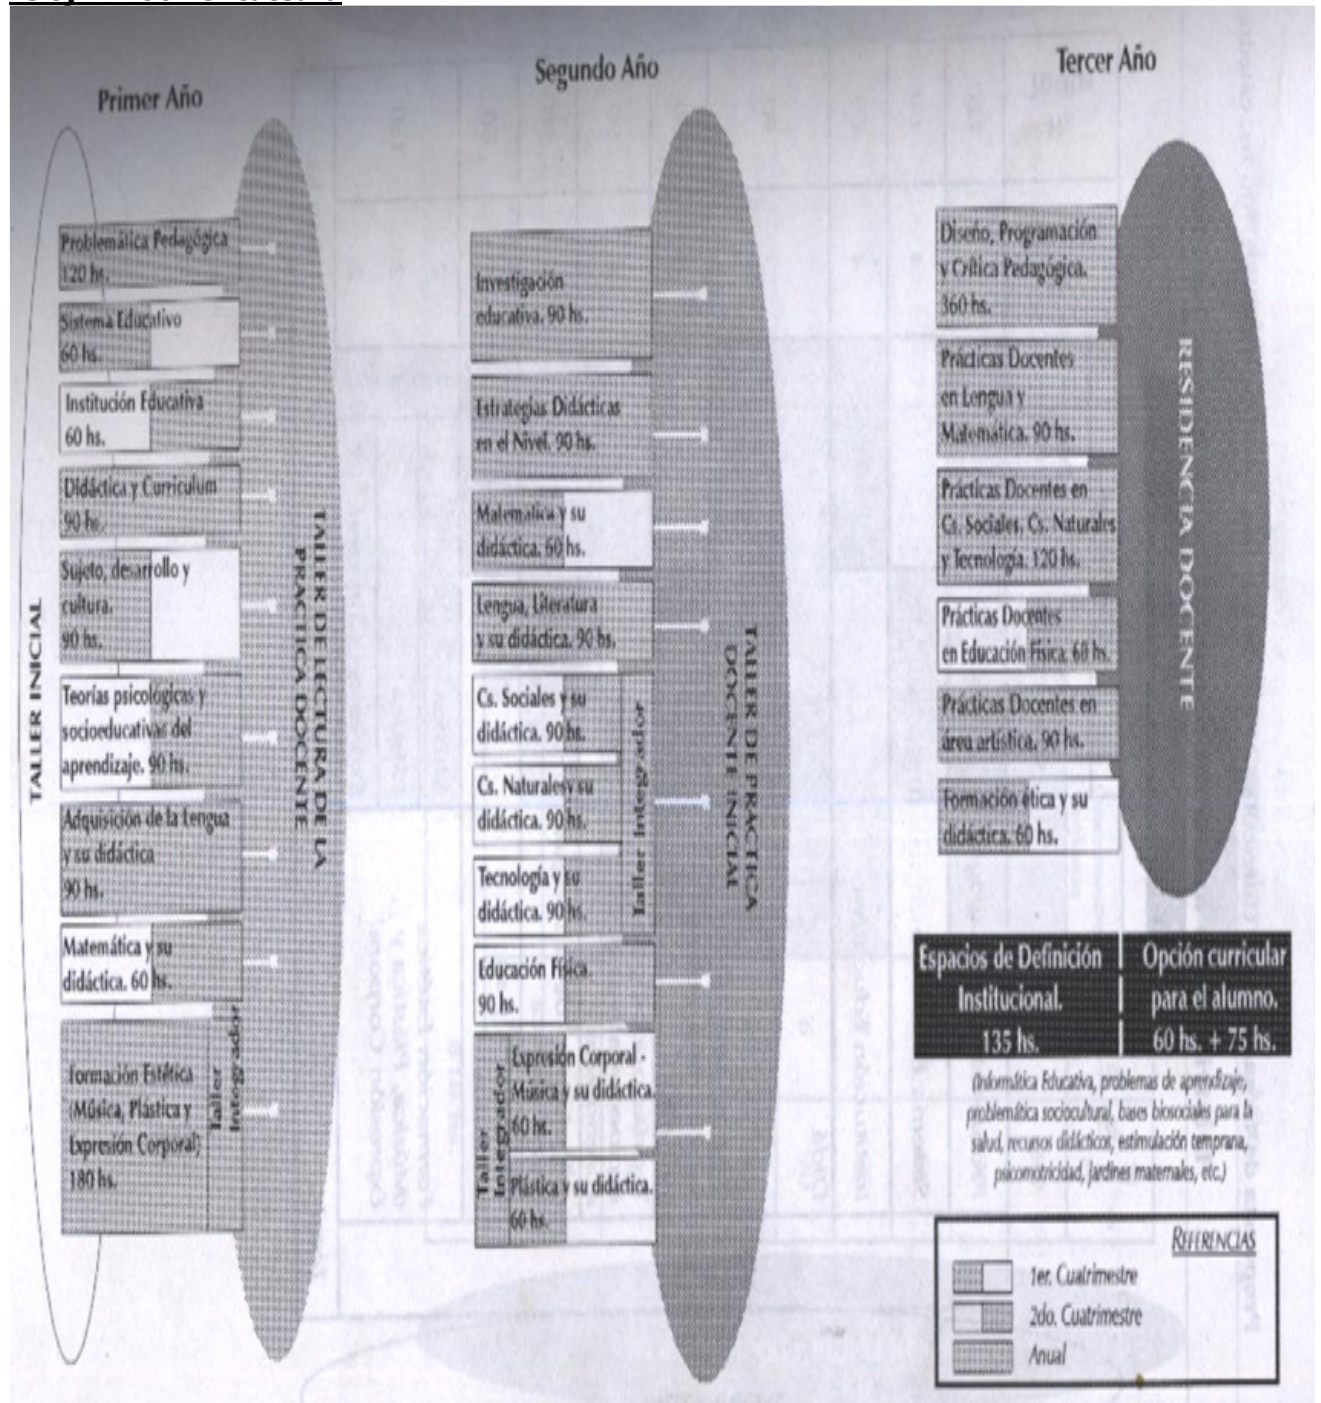 Primer Año
TALLER INICIAL
Problemática Pedagógica
120 hs.
Sistema Educativo
60 hs.
Institución Educativa
60 hs.
Didáctica y Curriculum
90 hs.
Sujeto, desarrollo y
cultura.
90 hs.
Teorías psicológicas y
socioeducativas del
aprendizaje. 90 hs.
Adquisición de la Lengua
y su didáctica
90 hs.
Matemática y su
didáctica. 60 hs.
Formación Estética
(Música, Plástica y
Expresión Corporal)
180 hs.
Taller
Integrador
TALLER DE LECTURA DE LA
PRACTICA DOCENTE
Segundo Año
Investigación
educativa. 90 hs.
Estrategias Didácticas
en el Nivel. 90 hs.
Matemática y su
didáctica. 60 hs.
Lengua, Literatura
y su didáctica. 90 hs.
Cs. Sociales y su
didáctica. 90 hs.
Cs. Naturales y su
didáctica. 90 hs.
Tecnología y su
didáctica. 90 hs.
Taller Integrador
Educación Física.
90 hs.
Taller
Integrador
Expresión Corporal -
Música y su didáctica.
60 hs.
Plástica y su didáctica.
60 hs.
TALLER DE PRACTICA
DOCENTE INICIAL
Tercer Año
Diseño, Programación
y Crítica Pedagógica.
360 hs.
Prácticas Docentes
en Lengua y
Matemática. 90 hs.
Prácticas Docentes en
Cs. Sociales, Cs. Naturales
y Tecnología. 120 hs.
Prácticas Docentes
en Educación Física. 60 hs.
Prácticas Docentes en
área artística. 90 hs.
Formación ética y su
didáctica. 60 hs.
RESIDENCIA DOCENTE
Espacios de Definición
Institucional.
135 hs.
Opción curricular
para el alumno.
60 hs. + 75 hs.
(Informática Educativa, problemas de aprendizaje,
problemática sociocultural, bases biosociales para la
salud, recursos didácticos, estimulación temprana,
psicomotricidad, jardines maternales, etc.)
REFERENCIAS
1er. Cuatrimestre
2do. Cuatrimestre
Anual